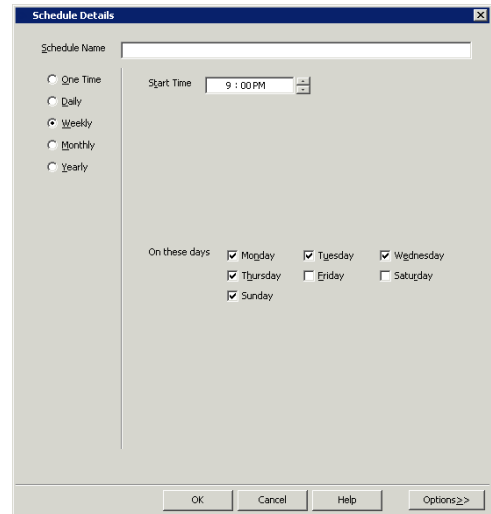 Schedule Details
Schedule Name
One Time
Start Time 9 : 00 PM
Daily
Weekly
Monthly
Yearly
On these days Monday Tuesday Wednesday
Thursday Friday Saturday
Sunday
OK Cancel Help Options>>